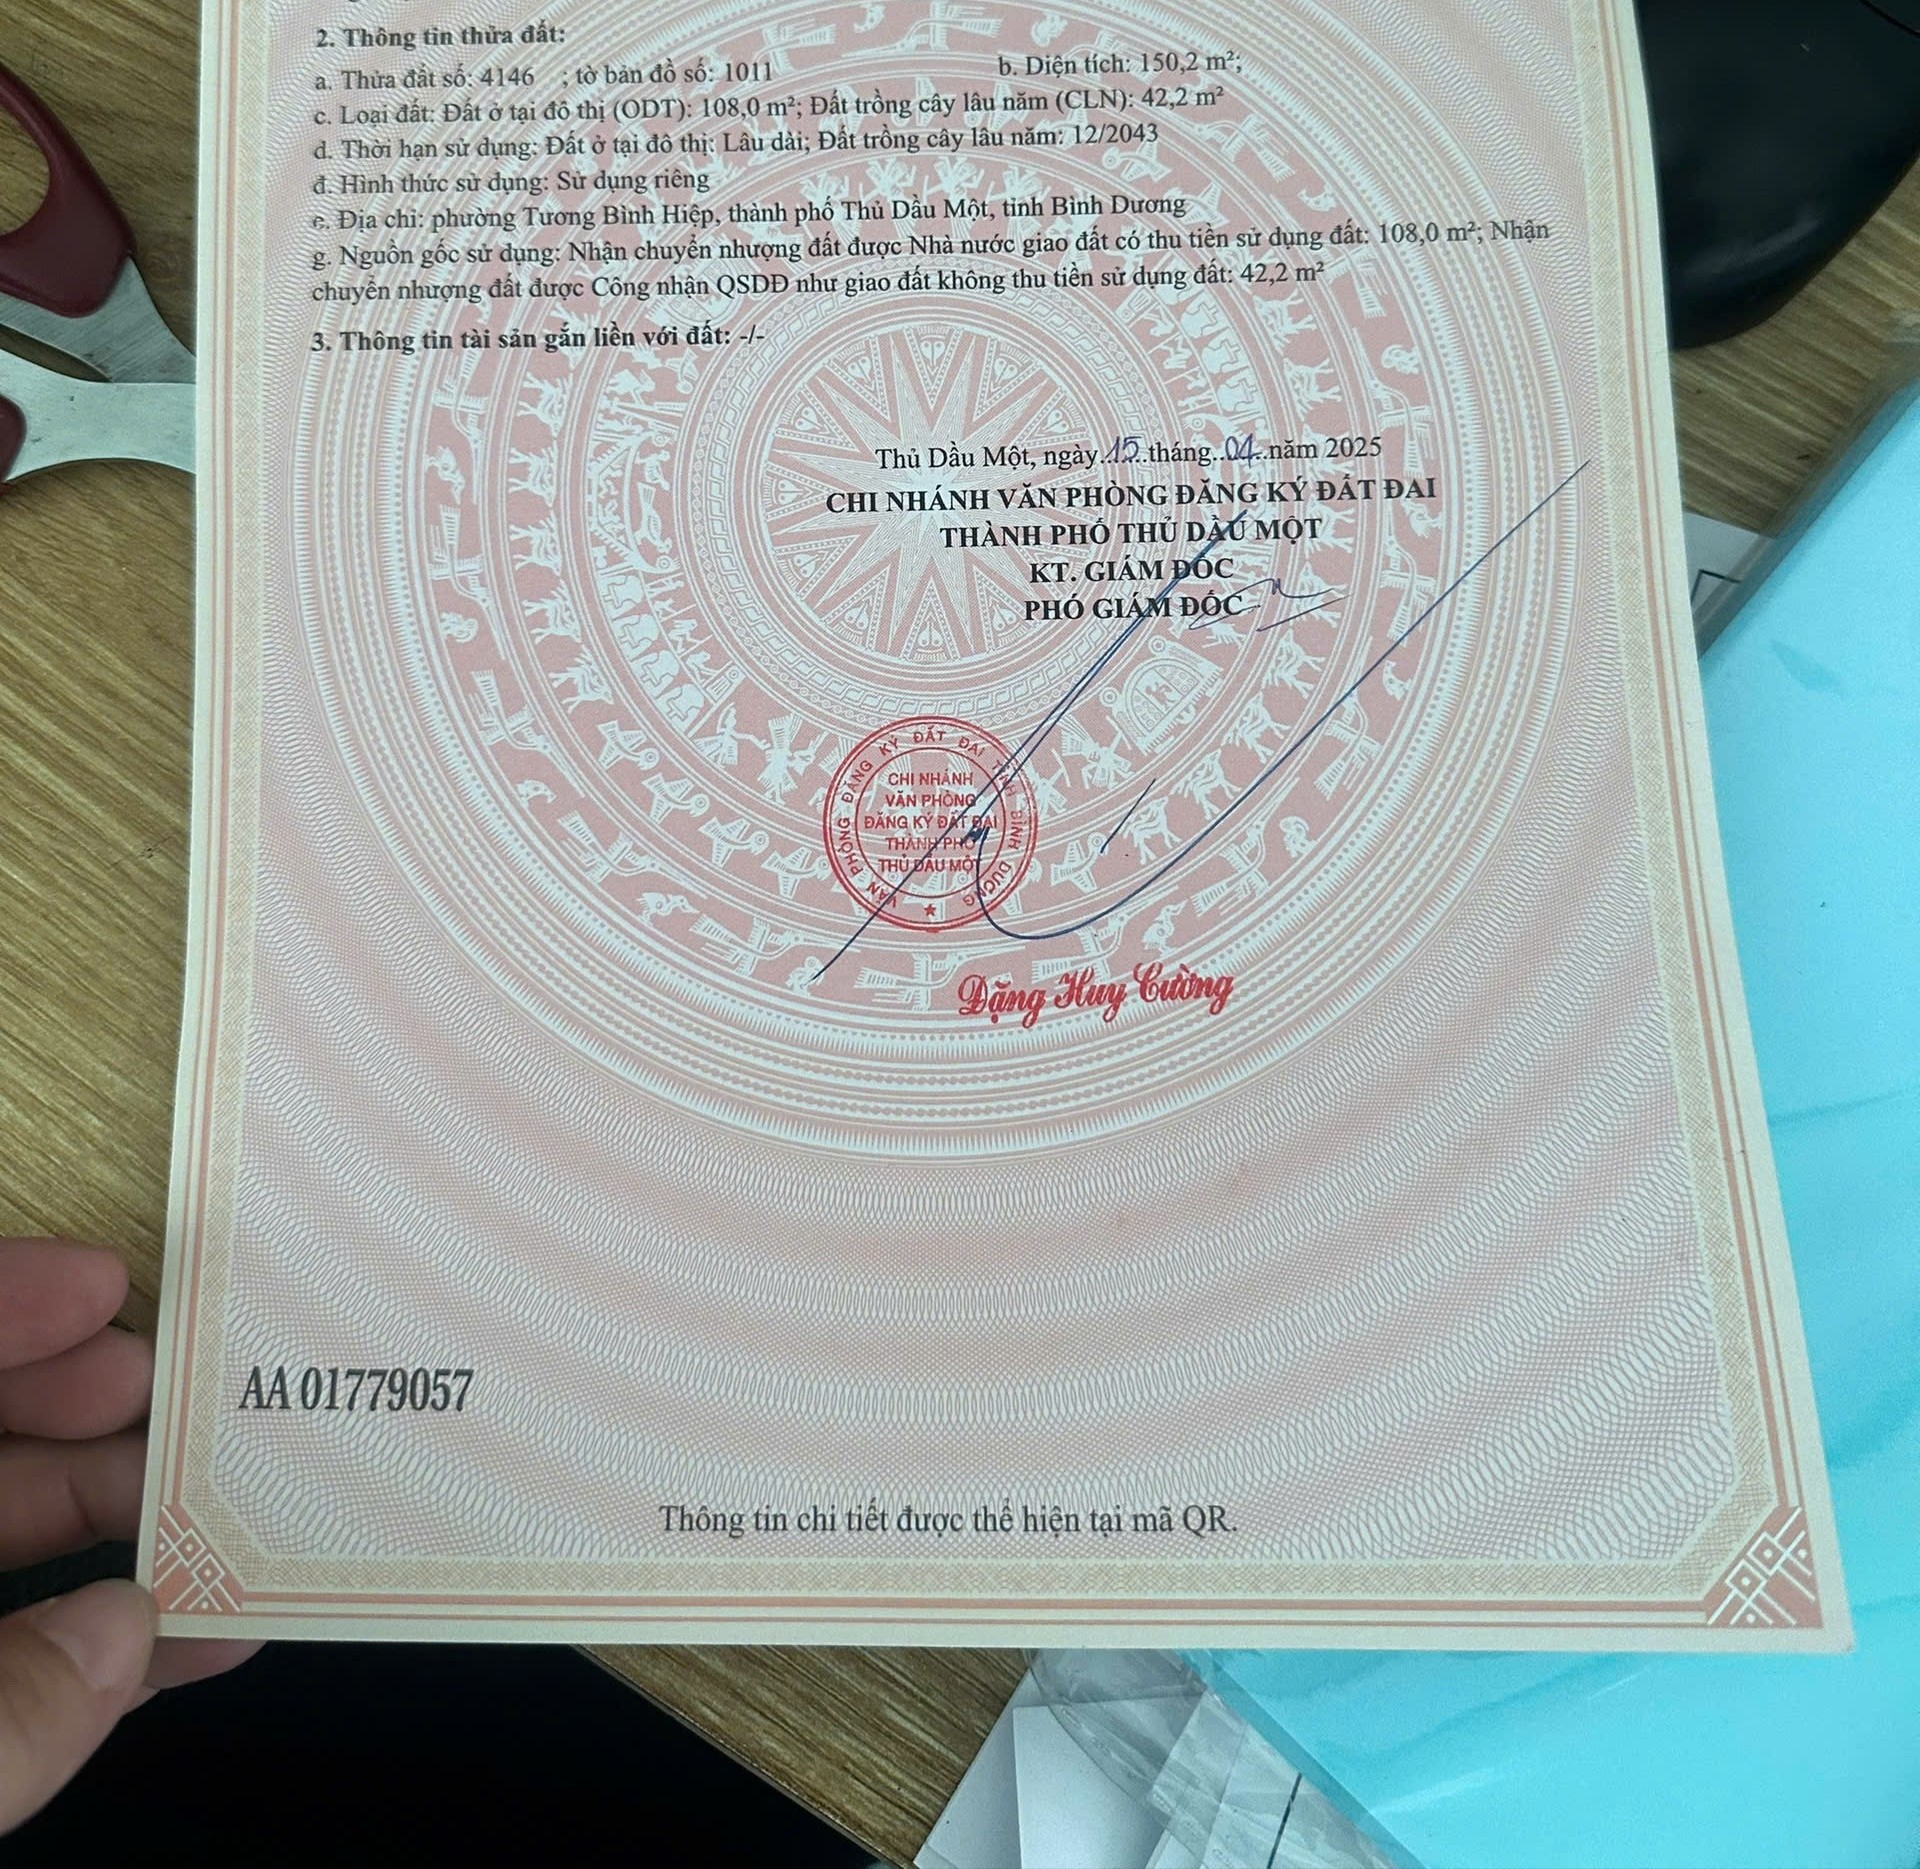 2. Thông tin thửa đất:
a. Thửa đất số: 4146 ; tờ bản đồ số: 1011 b. Diện tích: 150,2 m²;
c. Loại đất: Đất ở tại đô thị (ODT): 108,0 m²; Đất trồng cây lâu năm (CLN): 42,2 m²
d. Thời hạn sử dụng: Đất ở tại đô thị: Lâu dài; Đất trồng cây lâu năm: 12/2043
đ. Hình thức sử dụng: Sử dụng riêng
e. Địa chỉ: phường Tương Bình Hiệp, thành phố Thủ Dầu Một, tỉnh Bình Dương
g. Nguồn gốc sử dụng: Nhận chuyển nhượng đất được Nhà nước giao đất có thu tiền sử dụng đất: 108,0 m²; Nhận
chuyển nhượng đất được Công nhận QSDĐ như giao đất không thu tiền sử dụng đất: 42,2 m²
3. Thông tin tài sản gắn liền với đất: -/-
Thủ Dầu Một, ngày 15 tháng 04 năm 2025
CHI NHÁNH VĂN PHÒNG ĐĂNG KÝ ĐẤT ĐAI
THÀNH PHỐ THỦ DẦU MỘT
KT. GIÁM ĐỐC
PHÓ GIÁM ĐỐC
VĂN PHÒNG ĐĂNG KÝ ĐẤT ĐAI TỈNH BÌNH DƯƠNG
CHI NHÁNH
VĂN PHÒNG
ĐĂNG KÝ ĐẤT ĐAI
THÀNH PHỐ
THỦ DẦU MỘT
Đặng Huy Cường
AA 01779057
Thông tin chi tiết được thể hiện tại mã QR.